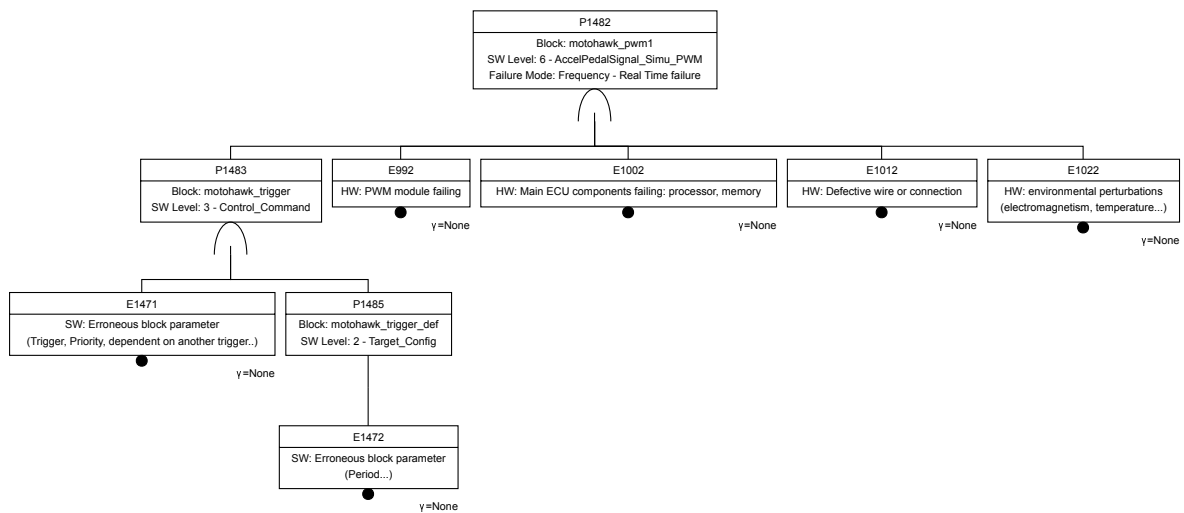 P1482
Block: motohawk_pwm1
SW Level: 6 - AccelPedalSignal_Simu_PWM
Failure Mode: Frequency - Real Time failure
P1483
Block: motohawk_trigger
SW Level: 3 - Control_Command
E992
HW: PWM module failing
γ=None
E1002
HW: Main ECU components failing: processor, memory
γ=None
E1012
HW: Defective wire or connection
γ=None
E1022
HW: environmental perturbations
(electromagnetism, temperature...)
γ=None
E1471
SW: Erroneous block parameter
(Trigger, Priority, dependent on another trigger..)
γ=None
P1485
Block: motohawk_trigger_def
SW Level: 2 - Target_Config
E1472
SW: Erroneous block parameter
(Period...)
γ=None